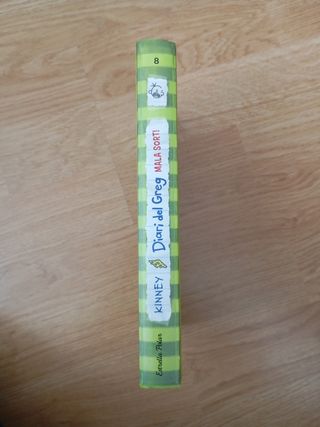 8
KINNEY
Diari del Greg
MALA SORT!
Estrella Polar